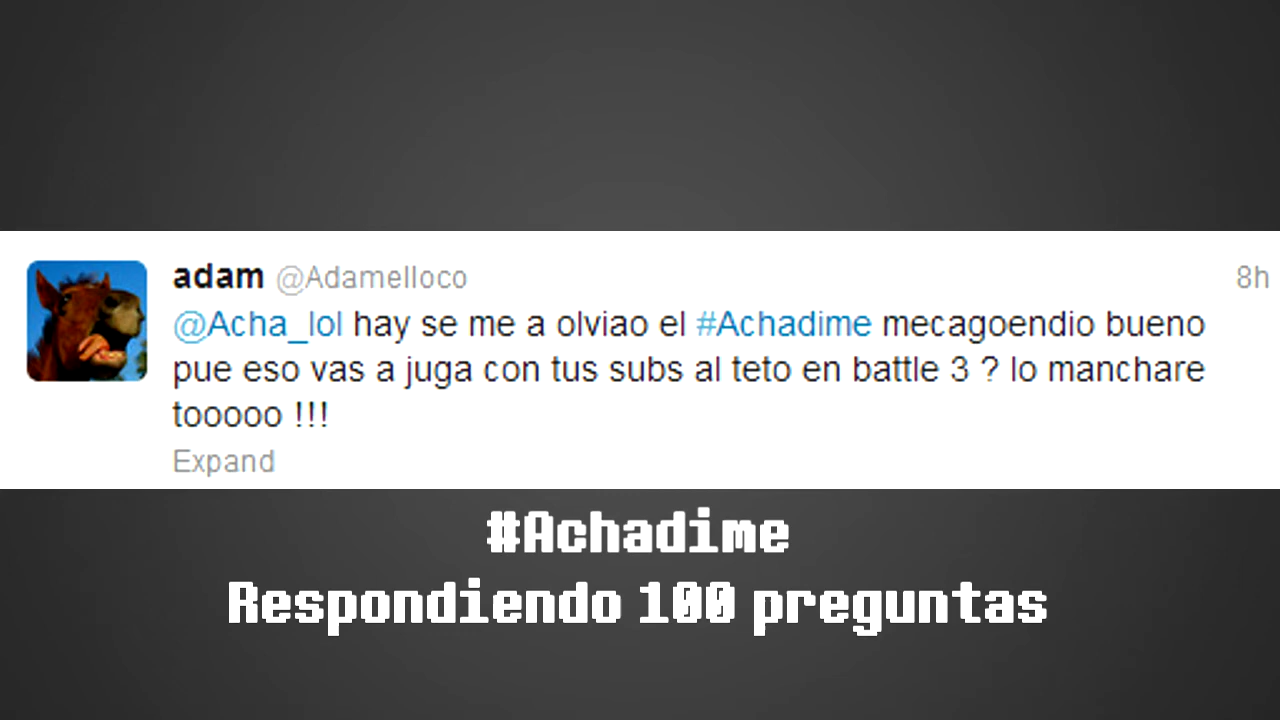 adam @Adamelloco 8h
@Acha_lol hay se me a olviao el #Achadime mecagoendio bueno
pue eso vas a juga con tus subs al teto en battle 3 ? lo manchare
tooooo !!!
Expand
#Achadime
Respondiendo 100 preguntas